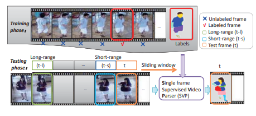 Training phase t
Labels
Unlabeled frame
Labeled frame
Long-range (t-l)
Short-range (t-s)
Test frame (t)
Testing phase t
Long-range (t-l)
Short-range (t-s)
t
Sliding window
t
Single frame
Supervised Video
Parser (SVP)